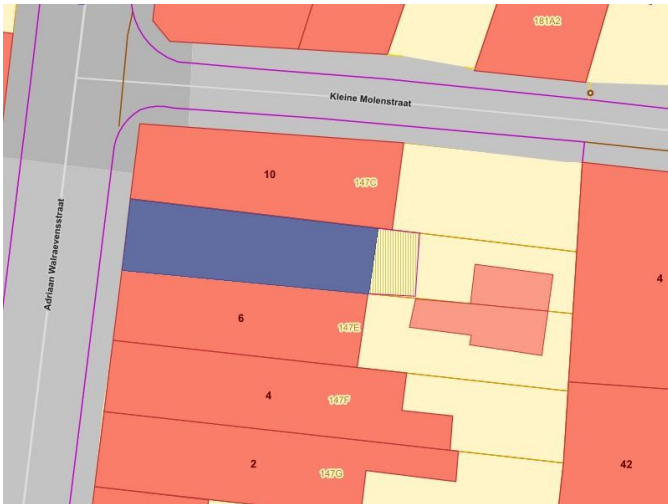 181A2
Kleine Molenstraat
10
147C
Adriaan Walraevensstraat
4
6
147E
4
147F
2
147G
42